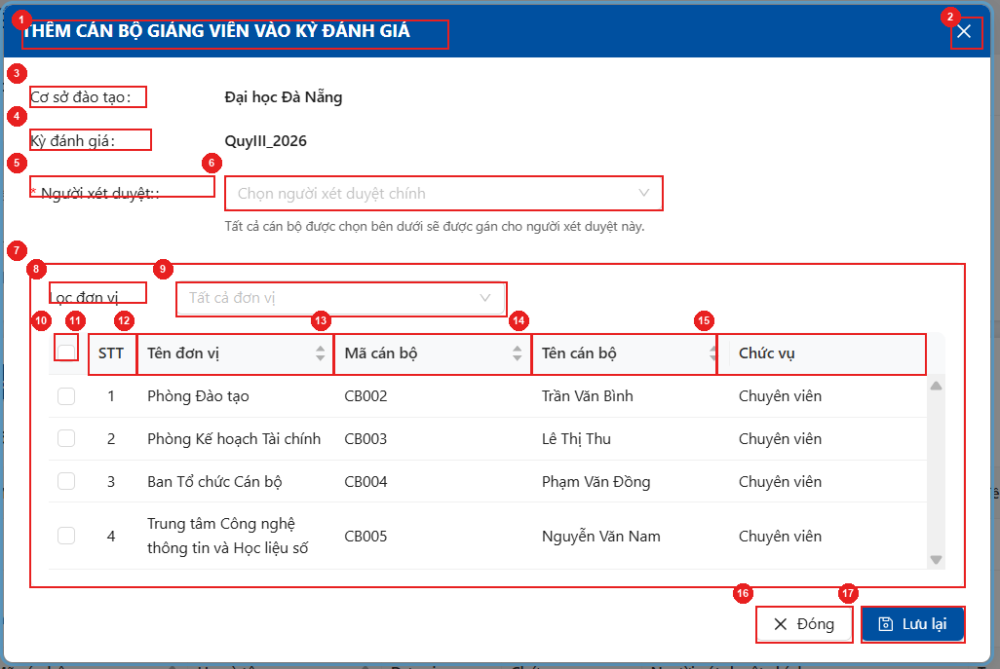 1
THÊM CÁN BỘ GIẢNG VIÊN VÀO KỲ ĐÁNH GIÁ
2
3
Cơ sở đào tạo:
Đại học Đà Nẵng
4
Kỳ đánh giá:
QuyIII_2026
5
6
* Người xét duyệt::
Chọn người xét duyệt chính
Tất cả cán bộ được chọn bên dưới sẽ được gán cho người xét duyệt này.
7
8
9
Lọc đơn vị
Tất cả đơn vị
10 11 12 13 14 15
STT Tên đơn vị Mã cán bộ Tên cán bộ Chức vụ
1 Phòng Đào tạo CB002 Trần Văn Bình Chuyên viên
2 Phòng Kế hoạch Tài chính CB003 Lê Thị Thu Chuyên viên
3 Ban Tổ chức Cán bộ CB004 Phạm Văn Đồng Chuyên viên
4 Trung tâm Công nghệ thông tin và Học liệu số CB005 Nguyễn Văn Nam Chuyên viên
16 17
Đóng Lưu lại